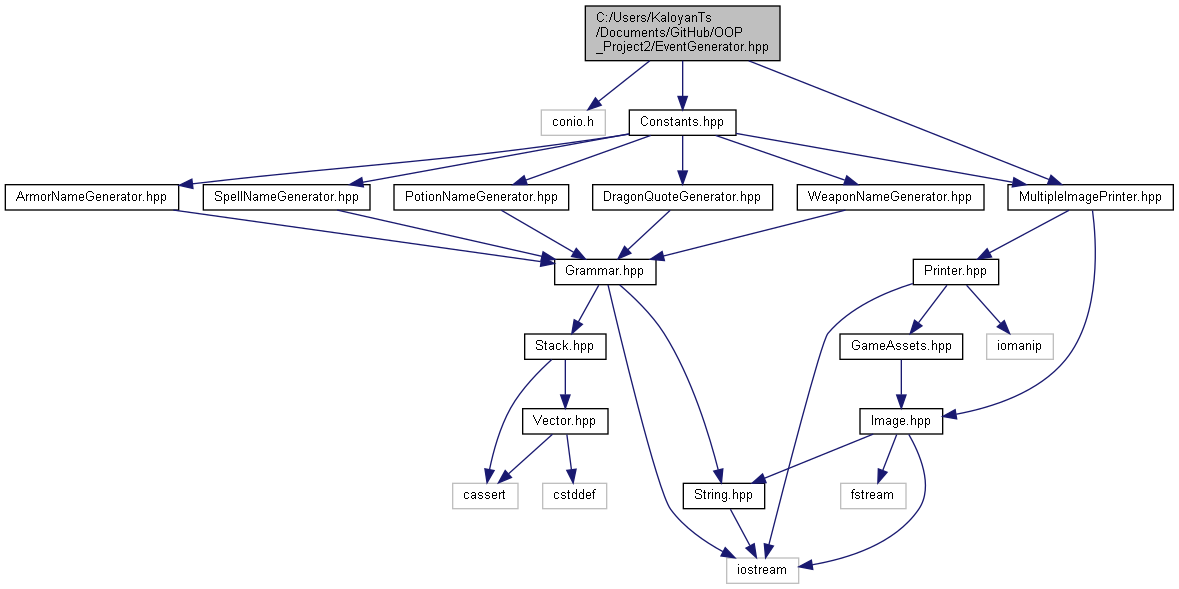 C:/Users/KaloyanTs
/Documents/GitHub/OOP
_Project2/EventGenerator.hpp
conio.h
Constants.hpp
ArmorNameGenerator.hpp
SpellNameGenerator.hpp
PotionNameGenerator.hpp
DragonQuoteGenerator.hpp
WeaponNameGenerator.hpp
MultipleImagePrinter.hpp
Grammar.hpp
Printer.hpp
Stack.hpp
GameAssets.hpp
iomanip
Vector.hpp
Image.hpp
cassert
cstddef
String.hpp
fstream
iostream